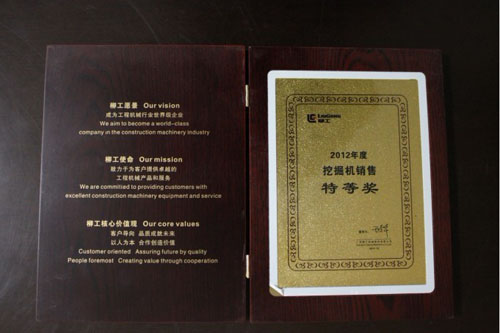 柳工愿景 Our vision
成为工程机械行业世界级企业
We aim to become a world-class
company in the construction machinery industry
柳工使命 Our mission
致力于为客户提供卓越的
工程机械产品和服务
We are committed to providing customers with
excellent construction machinery equipment and service
柳工核心价值观 Our core values
客户导向 品质成就未来
以人为本 合作创造价值
Customer oriented Assuring future by quality
People foremost Creating value through cooperation
LiuGong
柳工
2012年度
挖掘机销售
特等奖